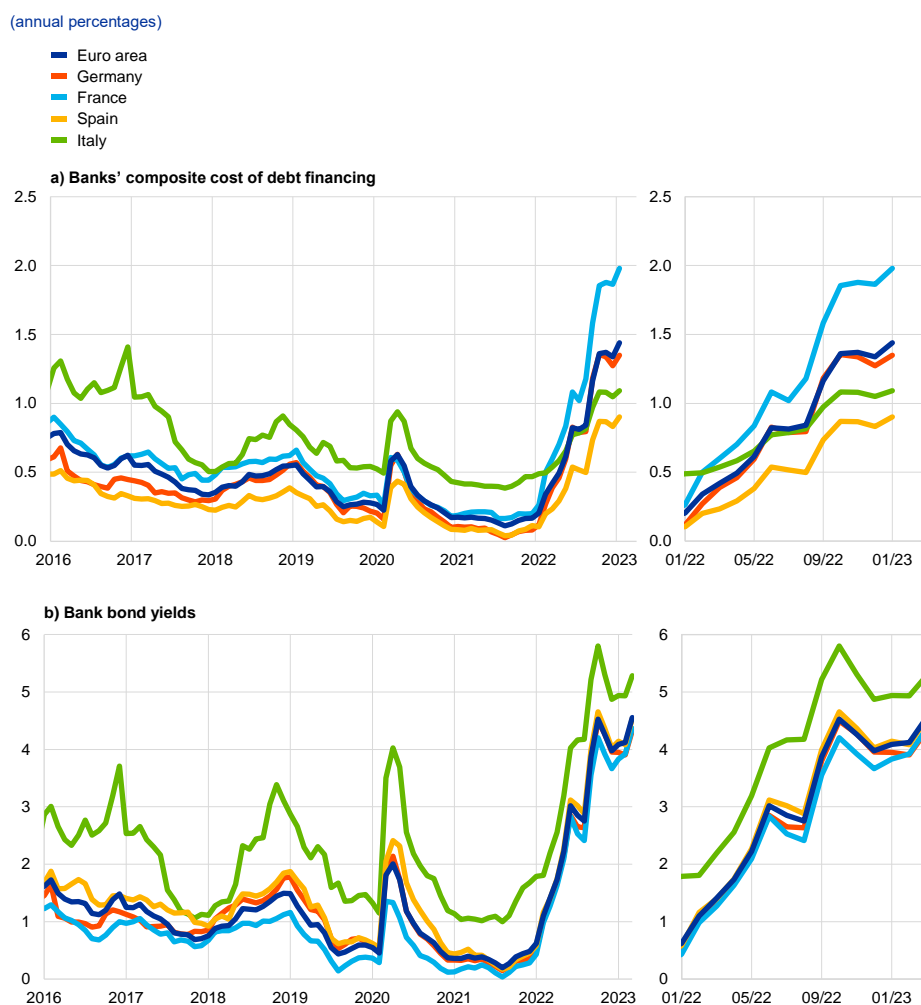 (annual percentages)
Euro area
Germany
France
Spain
Italy
a) Banks’ composite cost of debt financing
2.5
2.0
1.5
1.0
0.5
0.0
2016 2017 2018 2019 2020 2021 2022 2023
2.5
2.0
1.5
1.0
0.5
0.0
01/22 05/22 09/22 01/23
b) Bank bond yields
6
5
4
3
2
1
0
2016 2017 2018 2019 2020 2021 2022 2023
6
5
4
3
2
1
0
01/22 05/22 09/22 01/23